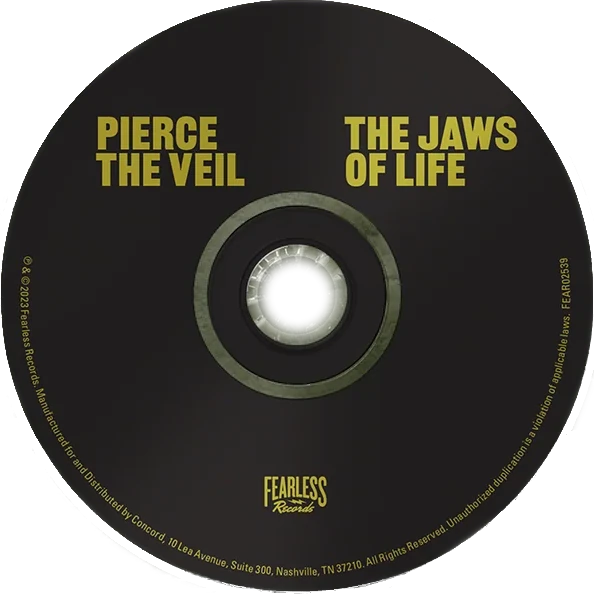 PIERCE
THE VEIL
THE JAWS
OF LIFE
℗ & © 2023 Fearless Records. Manufactured for and Distributed by Concord, 10 Lea Avenue, Suite 300, Nashville, TN 37210. All Rights Reserved. Unauthorized duplication is a violation of applicable laws. FEAR02539
FEARLESS
Records